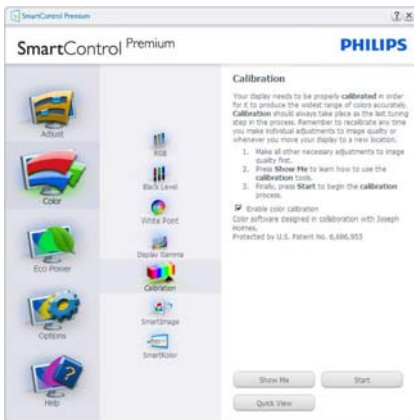 SmartControl Premium
SmartControl Premium
PHILIPS
Adjust
Color
Eco Power
Options
Help
RGB
Black Level
White Point
Display Gamma
Calibration
SmartImage
SmartKolor
Calibration
Your display needs to be properly calibrated in order
for it to produce the widest range of colors accurately.
Calibration should always take place as the last tuning
step in the process. Remember to recalibrate any time
you make individual adjustments to image quality or
whenever you move your display to a new location.
1. Make all other necessary adjustments to image
quality first.
2. Press Show Me to learn how to use the
calibration tools.
3. Finally, press Start to begin the calibration
process.
Enable color calibration
Color software designed in collaboration with Joseph
Holmes.
Protected by U.S. Patent No. 6,686,953
Show Me
Start
Quick View